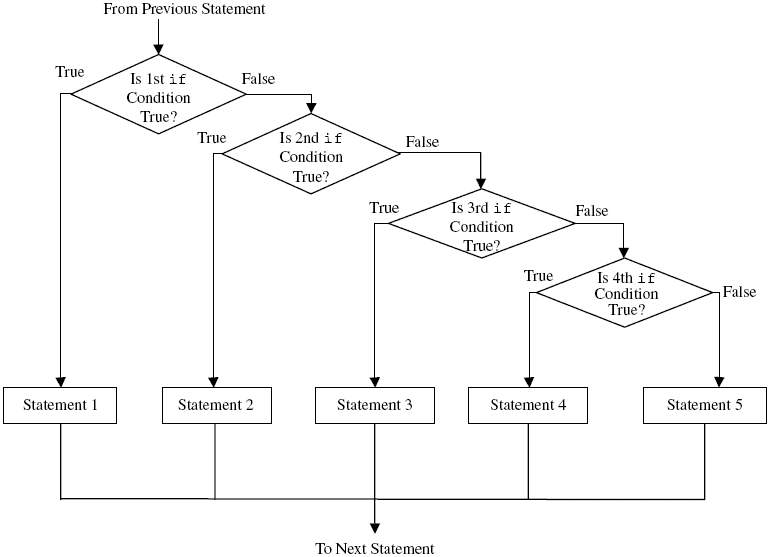 From Previous Statement
True
Is 1st if
Condition
True?
False
True
Is 2nd if
Condition
True?
False
True
Is 3rd if
Condition
True?
False
True
Is 4th if
Condition
True?
False
Statement 1
Statement 2
Statement 3
Statement 4
Statement 5
To Next Statement